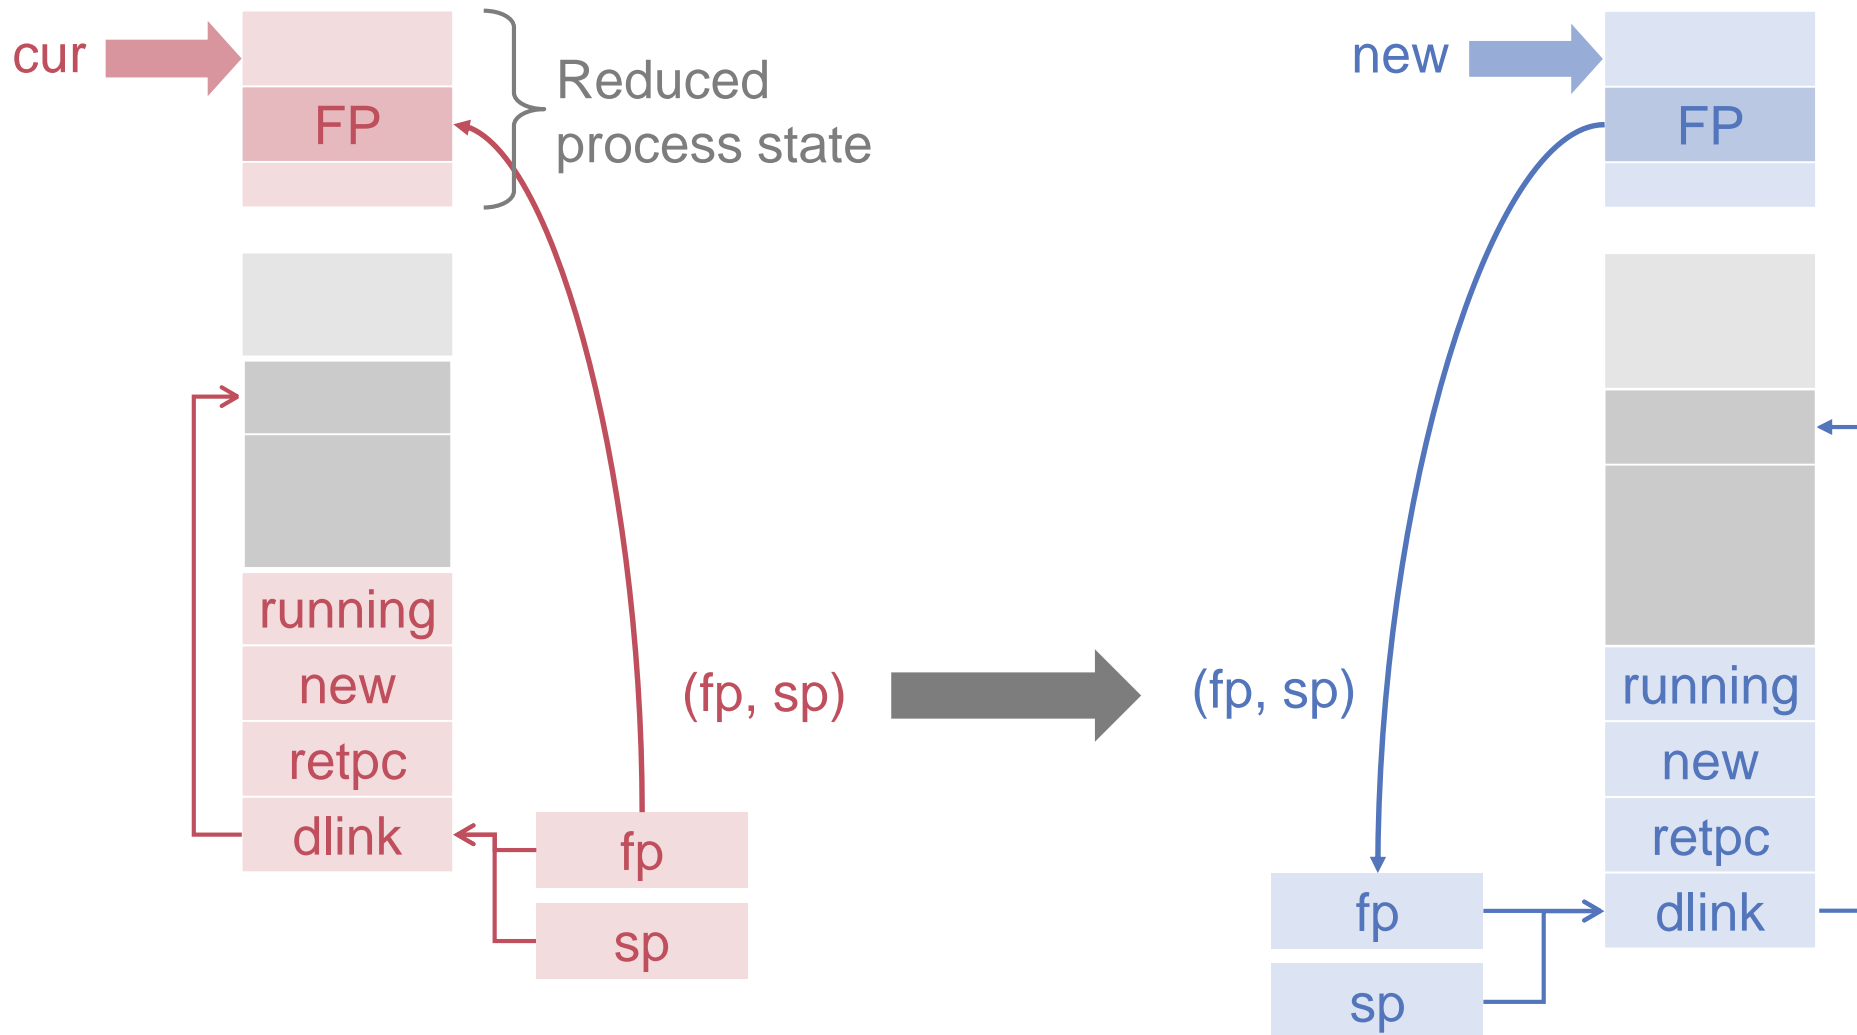 cur
FP
Reduced
process state
new
FP
running
new
retpc
dlink
fp
sp
(fp, sp)
(fp, sp)
running
new
retpc
dlink
fp
sp